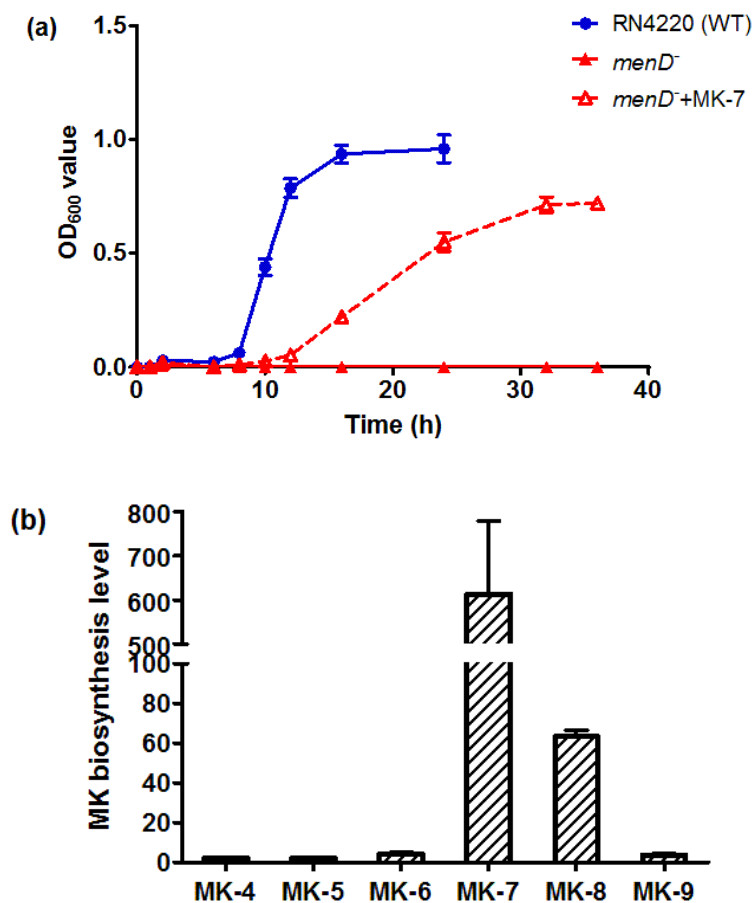 (a)
RN4220 (WT)
menD⁻
menD⁻+MK-7
1.5
1.0
0.5
0.0
OD₆₀₀ value
0 10 20 30 40
Time (h)
(b)
800
700
600
500
100
80
60
40
20
0
MK biosynthesis level
MK-4 MK-5 MK-6 MK-7 MK-8 MK-9